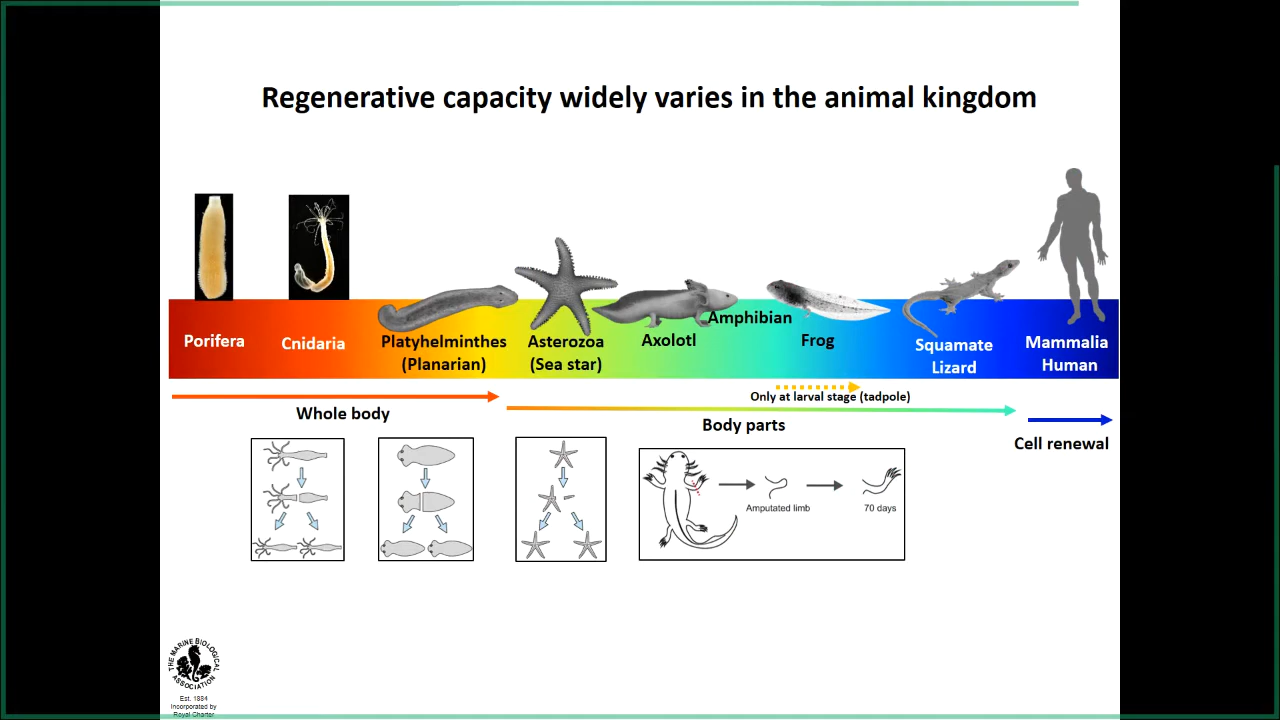 Regenerative capacity widely varies in the animal kingdom
Porifera
Cnidaria
Platyhelminthes
(Planarian)
Asterozoa
(Sea star)
Axolotl
Amphibian
Frog
Squamate
Lizard
Mammalia
Human
Only at larval stage (tadpole)
Whole body
Body parts
Cell renewal
Amputated limb
70 days
THE MARINE BIOLOGICAL
ASSOCIATION
Est. 1884
Incorporated by
Royal Charter